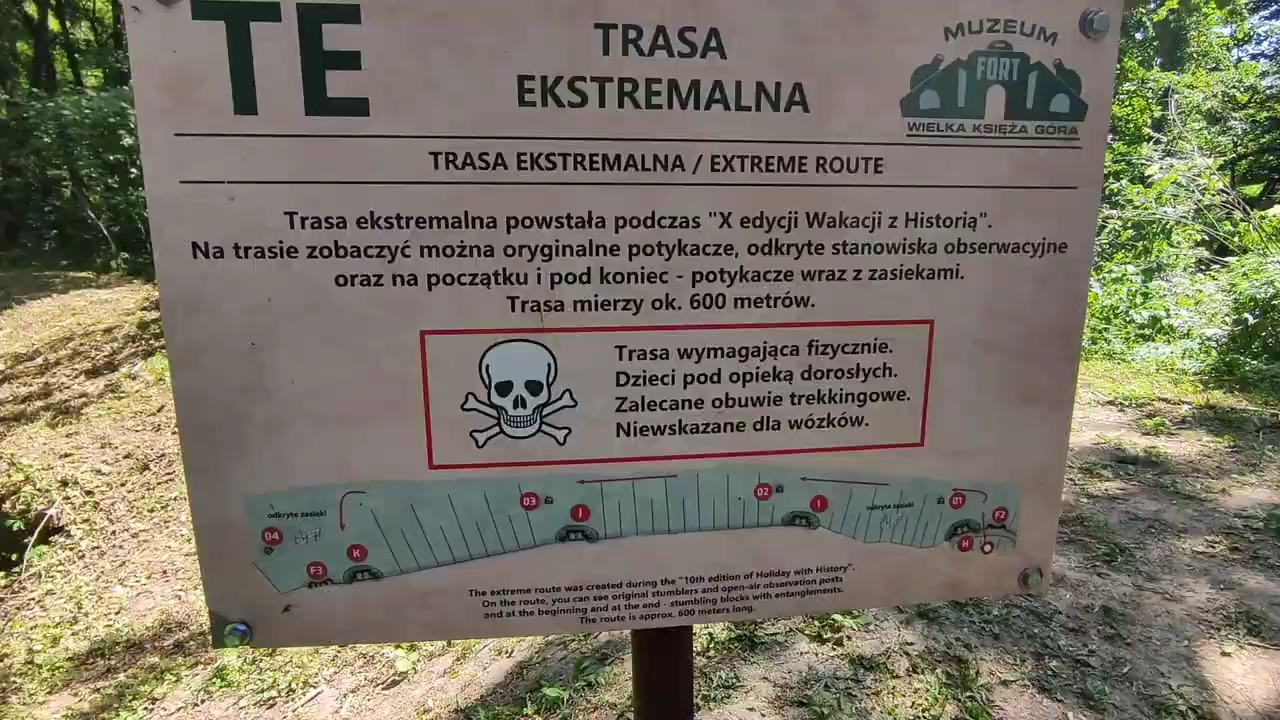 TE
TRASA
EKSTREMALNA
MUZEUM
FORT
WIELKA KSIĘŻA GÓRA
TRASA EKSTREMALNA / EXTREME ROUTE
Trasa ekstremalna powstała podczas "X edycji Wakacji z Historią".
Na trasie zobaczyć można oryginalne potykacze, odkryte stanowiska obserwacyjne
oraz na początku i pod koniec - potykacze wraz z zasiekami.
Trasa mierzy ok. 600 metrów.
Trasa wymagająca fizycznie.
Dzieci pod opieką dorosłych.
Zalecane obuwie trekkingowe.
Niewskazane dla wózków.
odkryte zasieki
04
F3
K
03
J
02
I
odkryte zasieki
01
H
F2
The extreme route was created during the "10th edition of Holiday with History".
On the route, you can see original stumblers and open-air observation posts
and at the beginning and at the end - stumbling blocks with entanglements.
The route is approx. 600 meters long.